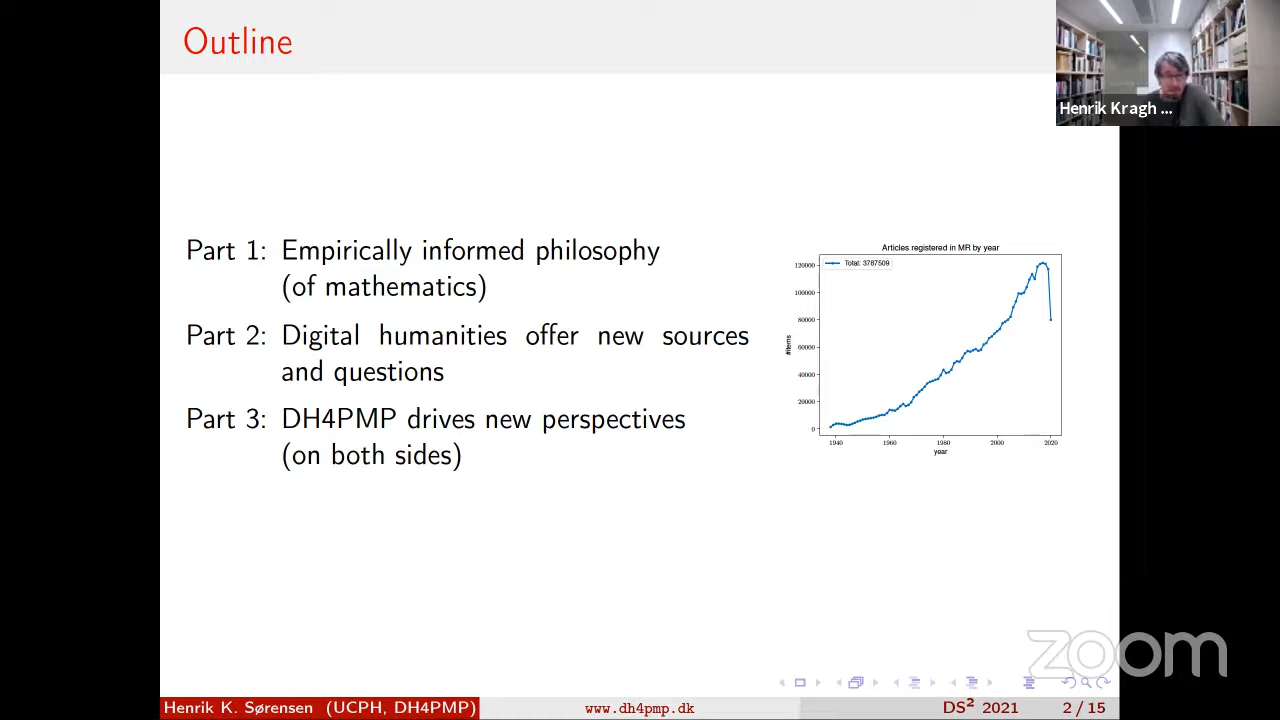 Outline
Henrik Kragh ...
Part 1: Empirically informed philosophy
(of mathematics)
Part 2: Digital humanities offer new sources
and questions
Part 3: DH4PMP drives new perspectives
(on both sides)
Articles registered in MR by year
Total: 3787509
120000
100000
80000
60000
40000
20000
0
#items
1940 1960 1980 2000 2020
year
zoom
Henrik K. Sørensen (UCPH, DH4PMP) www.dh4pmp.dk DS² 2021 2 / 15